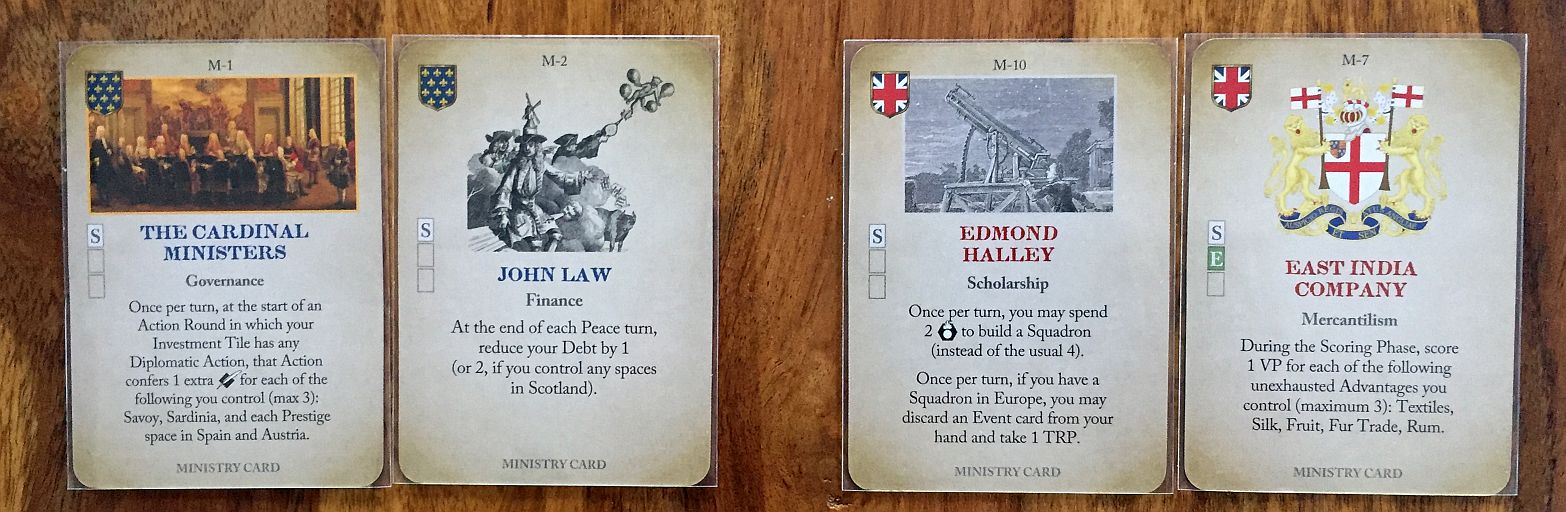 M-1
S
THE CARDINAL
MINISTERS
Governance
Once per turn, at the start of an
Action Round in which your
Investment Tile has any
Diplomatic Action, that Action
confers 1 extra for each of the
following you control (max 3):
Savoy, Sardinia, and each Prestige
space in Spain and Austria.
MINISTRY CARD
M-2
S
JOHN LAW
Finance
At the end of each Peace turn,
reduce your Debt by 1
(or 2, if you control any spaces
in Scotland).
MINISTRY CARD
M-10
S
EDMOND
HALLEY
Scholarship
Once per turn, you may spend
2 to build a Squadron
(instead of the usual 4).
Once per turn, if you have a
Squadron in Europe, you may
discard an Event card from your
hand and take 1 TRP.
MINISTRY CARD
M-7
S
E
EAST INDIA
COMPANY
Mercantilism
During the Scoring Phase, score
1 VP for each of the following
unexhausted Advantages you
control (maximum 3): Textiles,
Silk, Fruit, Fur Trade, Rum.
MINISTRY CARD